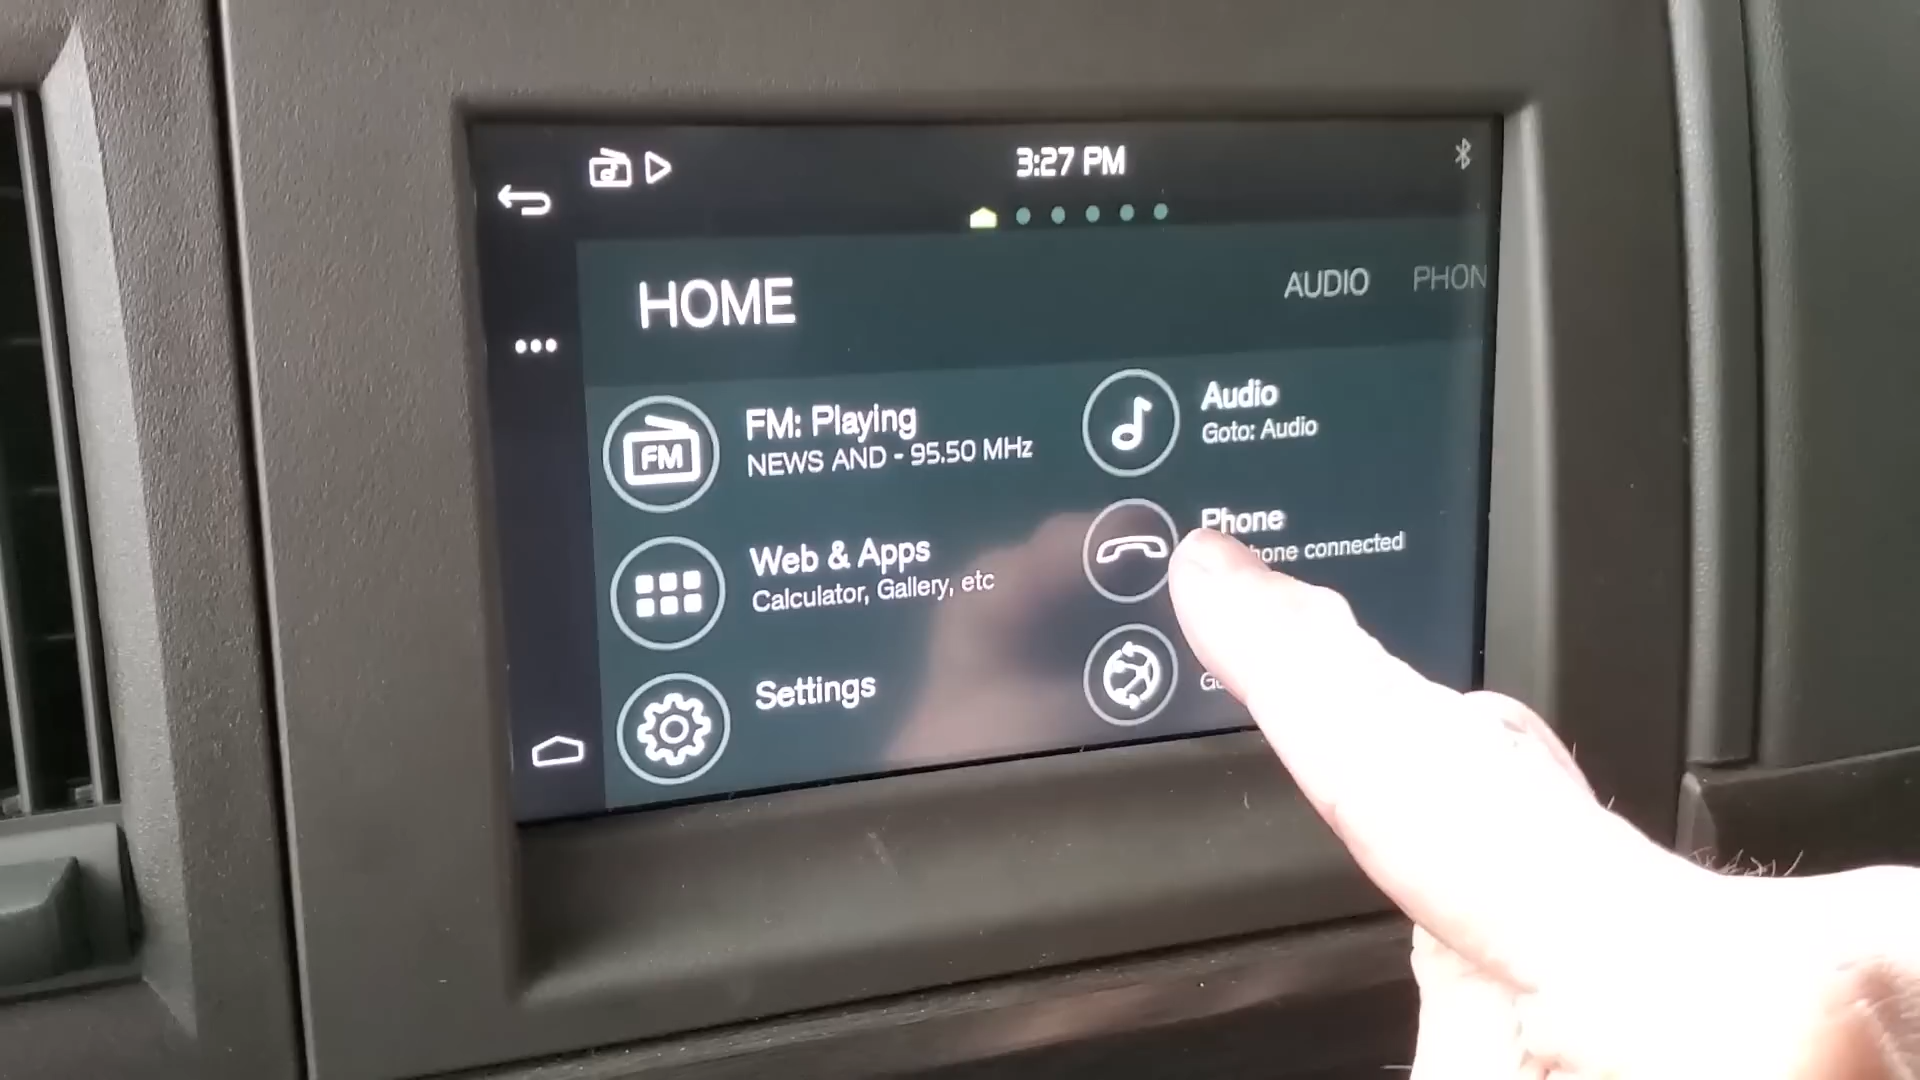 3:27 PM
HOME
AUDIO
PHON
FM
FM: Playing
NEWS AND - 95.50 MHz
Audio
Goto: Audio
Web & Apps
Calculator, Gallery, etc
Phone
connected
Settings